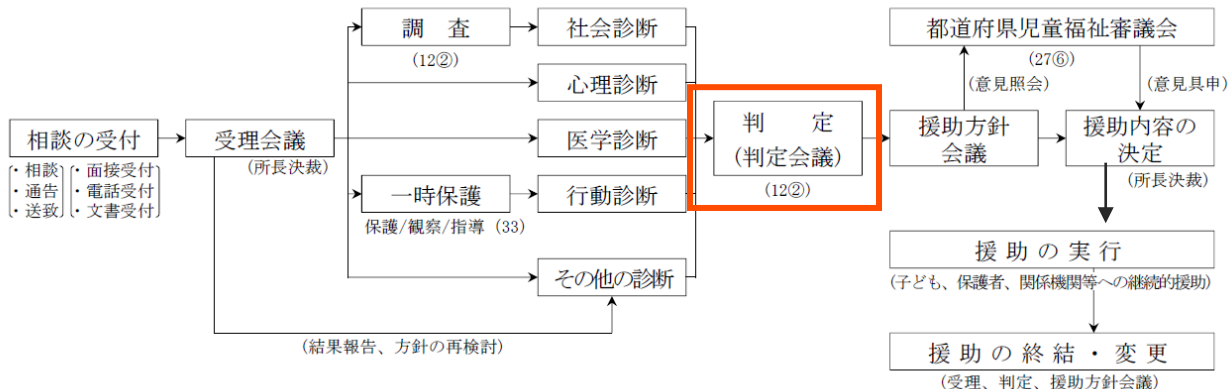 調　査
(12②)
社会診断
心理診断
医学診断
一時保護
保護/観察/指導 (33)
行動診断
その他の診断
相談の受付
・相談
・通告
・送致
・面接受付
・電話受付
・文書受付
受理会議
(所長決裁)
(結果報告、方針の再検討)
判　定
(判定会議)
(12②)
都道府県児童福祉審議会
(27⑥)
(意見照会)
(意見具申)
援助方針
会議
援助内容の
決定
(所長決裁)
援助の実行
(子ども、保護者、関係機関等への継続的援助)
援助の終結・変更
(受理、判定、援助方針会議)